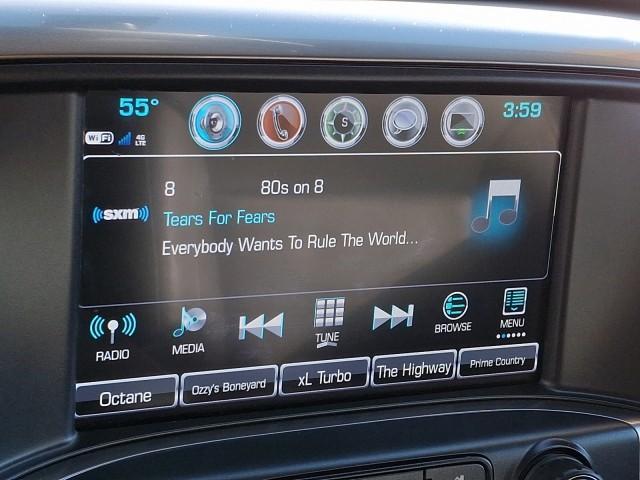 55°
3:59
WiFi
4G
LTE
S
8 80s on 8
((sxm))
Tears For Fears
Everybody Wants To Rule The World...
RADIO
MEDIA
TUNE
BROWSE
MENU
Octane
Ozzy's Boneyard
xL Turbo
The Highway
Prime Country